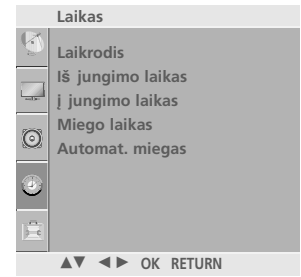 Laikas
Laikrodis
Iš jungimo laikas
į jungimo laikas
Miego laikas
Automat. miegas
▲▼ ◄► OK RETURN